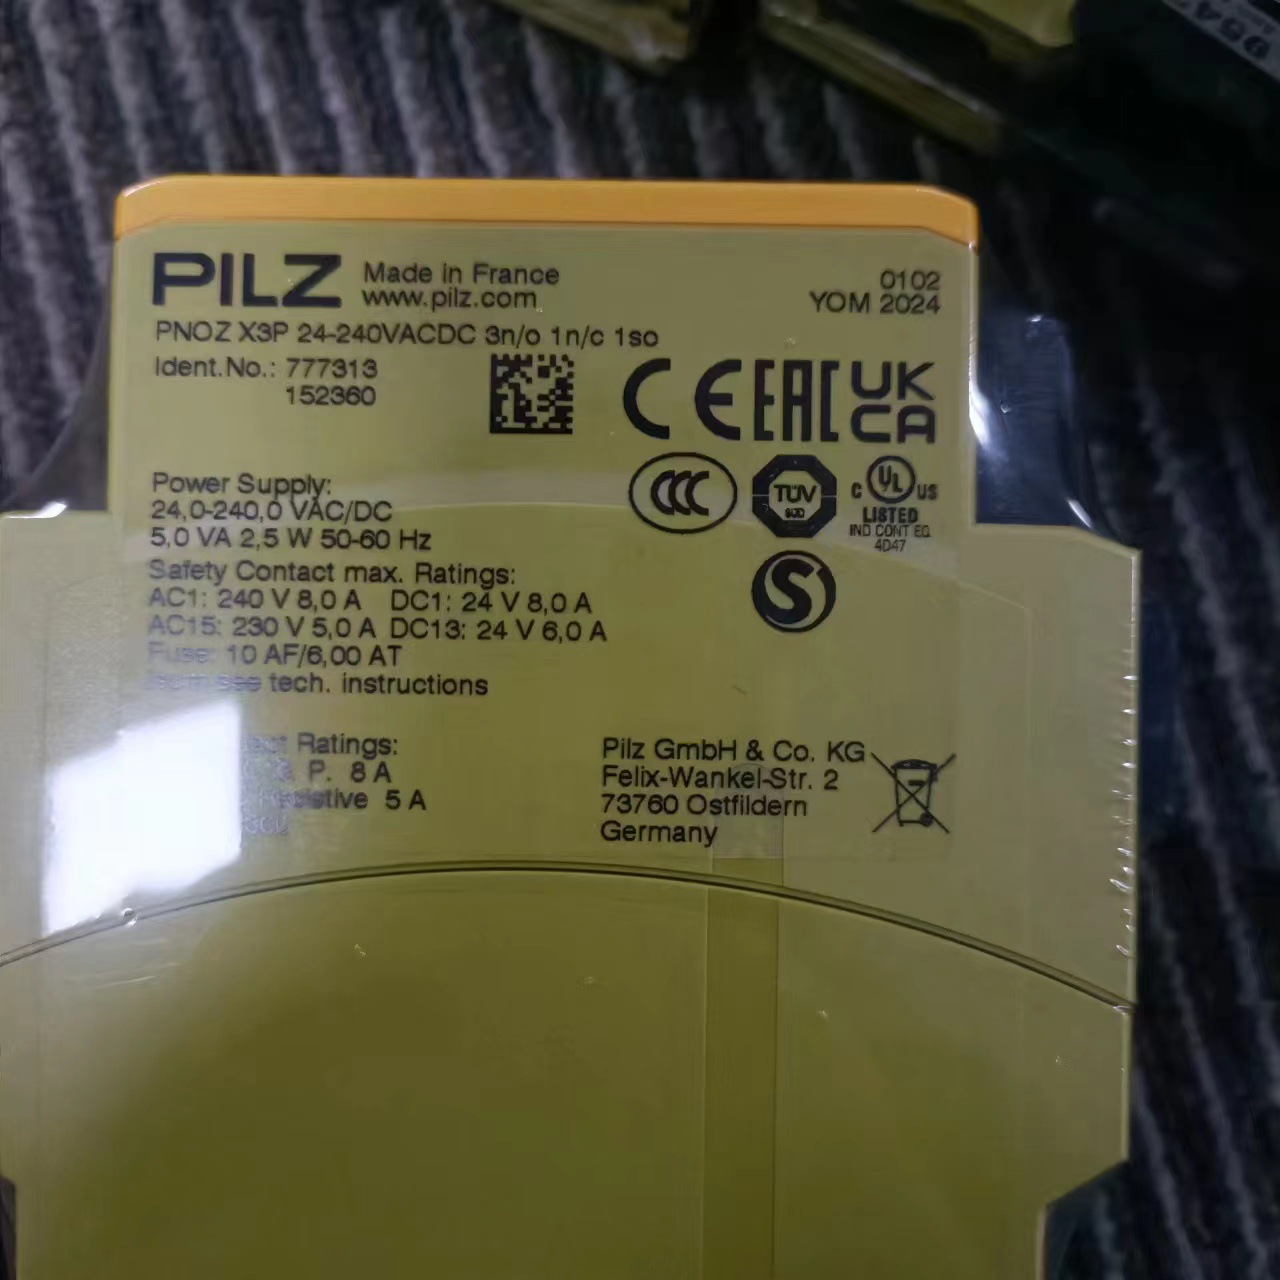 PILZ
Made in France
www.pilz.com
0102
YOM 2024
PNOZ X3P 24-240VACDC 3n/o 1n/c 1so
Ident.No.: 777313
152360
CE EAC UK
CA
CCC
TÜV
SÜD
C UL US
LISTED
IND CONT EQ
4D47
S
Power Supply:
24,0-240,0 VAC/DC
5,0 VA 2,5 W 50-60 Hz
Safety Contact max. Ratings:
AC1: 240 V 8,0 A DC1: 24 V 8,0 A
AC15: 230 V 5,0 A DC13: 24 V 6,0 A
Fuse: 10 AF/6,00 AT
see tech. instructions
Ratings:
P. 8 A
5 A
Pilz GmbH & Co. KG
Felix-Wankel-Str. 2
73760 Ostfildern
Germany